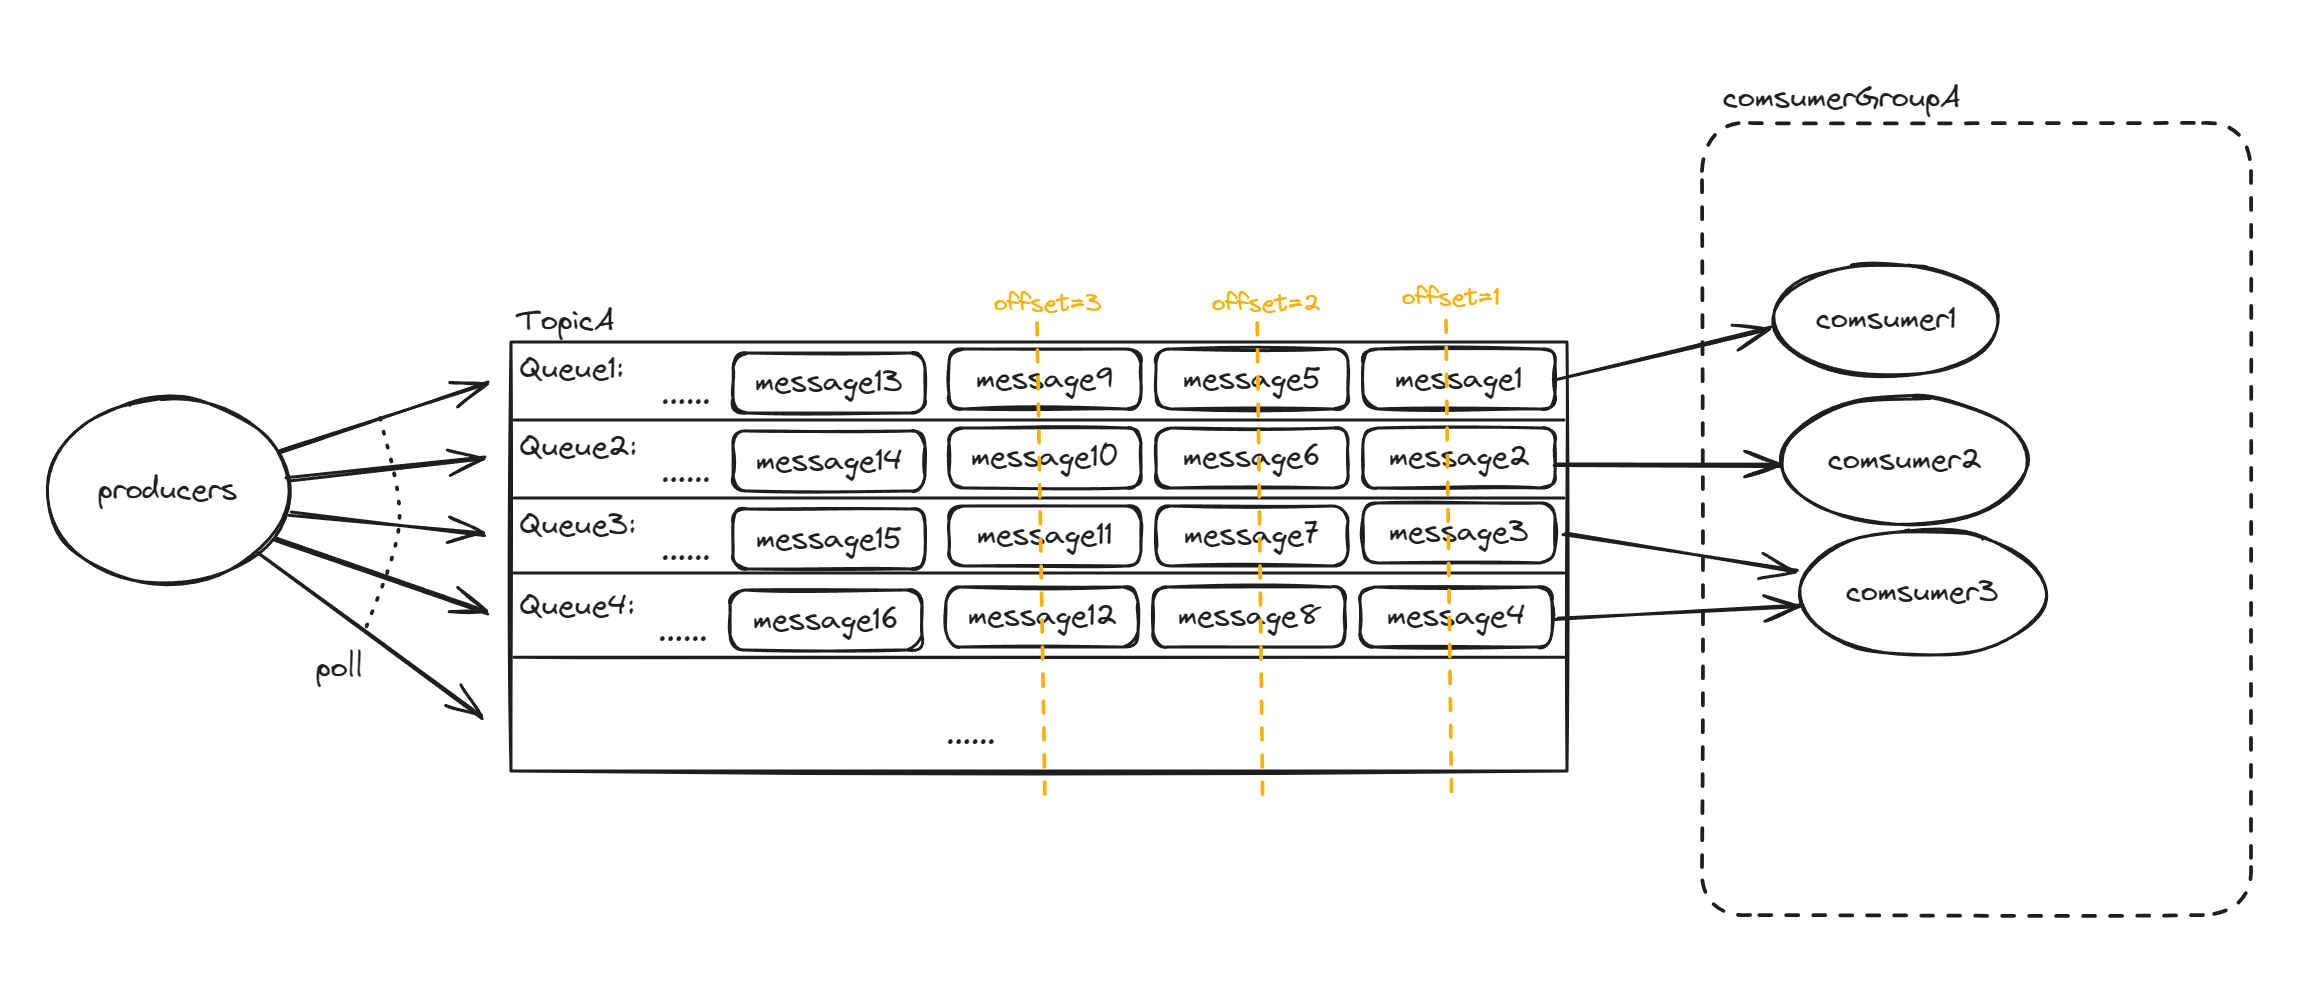 comsumerGroupA
offset=3 offset=2 offset=1
TopicA
Queue1: ...... message13 message9 message5 message1
Queue2: ...... message14 message10 message6 message2
Queue3: ...... message15 message11 message7 message3
Queue4: ...... message16 message12 message8 message4
......
producers
poll
comsumer1
comsumer2
comsumer3